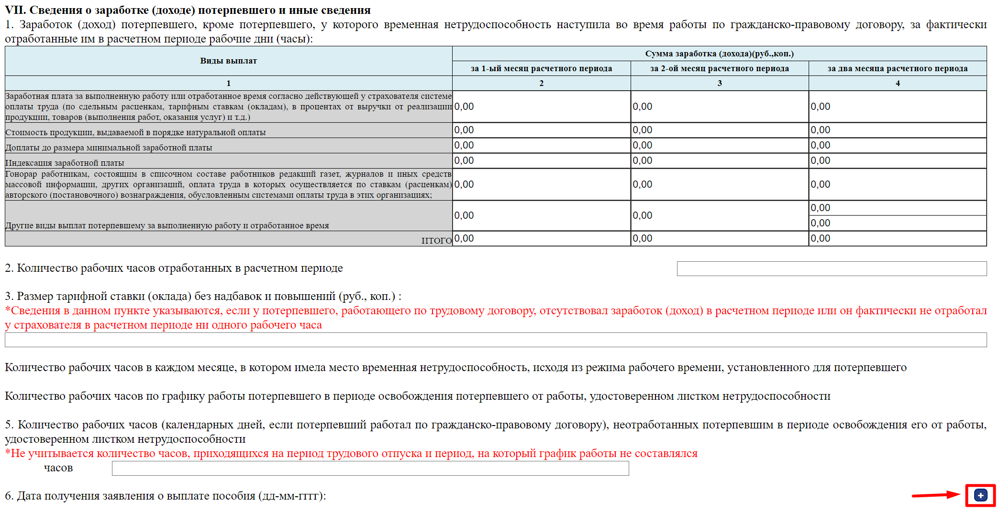 VII. Сведения о заработке (доходе) потерпевшего и иные сведения
1. Заработок (доход) потерпевшего, кроме потерпевшего, у которого временная нетрудоспособность наступила во время работы по гражданско-правовому договору, за фактически
отработанные им в расчетном периоде рабочие дни (часы):
Виды выплат
Сумма заработка (дохода)(руб.,коп.)
за 1-ый месяц расчетного периода
за 2-ой месяц расчетного периода
за два месяца расчетного периода
1
2
3
4
Заработная плата за выполненную работу или отработанное время согласно действующей у страхователя системе
оплаты труда (по сдельным расценкам, тарифным ставкам (окладам), в процентах от выручки от реализации
продукции, товаров (выполнения работ, оказания услуг) и т.д.)
0,00
0,00
0,00
Стоимость продукции, выдаваемой в порядке натуральной оплаты
0,00
0,00
0,00
Доплаты до размера минимальной заработной платы
0,00
0,00
0,00
Индексация заработной платы
0,00
0,00
0,00
Гонорар работникам, состоящим в списочном составе работников редакций газет, журналов и иных средств
массовой информации, других организаций, оплата труда в которых осуществляется по ставкам (расценкам)
авторского (постановочного) вознаграждения, обусловленным системами оплаты труда в этих организациях;
0,00
0,00
0,00
Другие виды выплат потерпевшему за выполненную работу и отработанное время
0,00
0,00
0,00
0,00
ИТОГО
0,00
0,00
0,00
2. Количество рабочих часов отработанных в расчетном периоде
3. Размер тарифной ставки (оклада) без надбавок и повышений (руб., коп.) :
*Сведения в данном пункте указываются, если у потерпевшего, работающего по трудовому договору, отсутствовал заработок (доход) в расчетном периоде или он фактически не отработал
у страхователя в расчетном периоде ни одного рабочего часа
Количество рабочих часов в каждом месяце, в котором имела место временная нетрудоспособность, исходя из режима рабочего времени, установленного для потерпевшего
Количество рабочих часов по графику работы потерпевшего в периоде освобождения потерпевшего от работы, удостоверенном листком нетрудоспособности
5. Количество рабочих часов (календарных дней, если потерпевший работал по гражданско-правовому договору), неотработанных потерпевшим в периоде освобождения его от работы,
удостоверенном листком нетрудоспособности
*Не учитывается количество часов, приходящихся на период трудового отпуска и период, на который график работы не составлялся
часов
6. Дата получения заявления о выплате пособия (дд-мм-гггг):